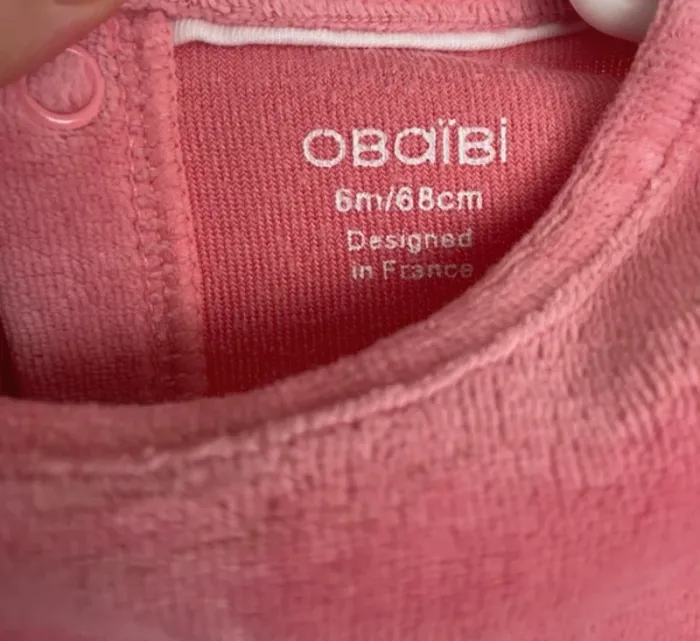 OBaïBi
6m/68cm
Designed
in France